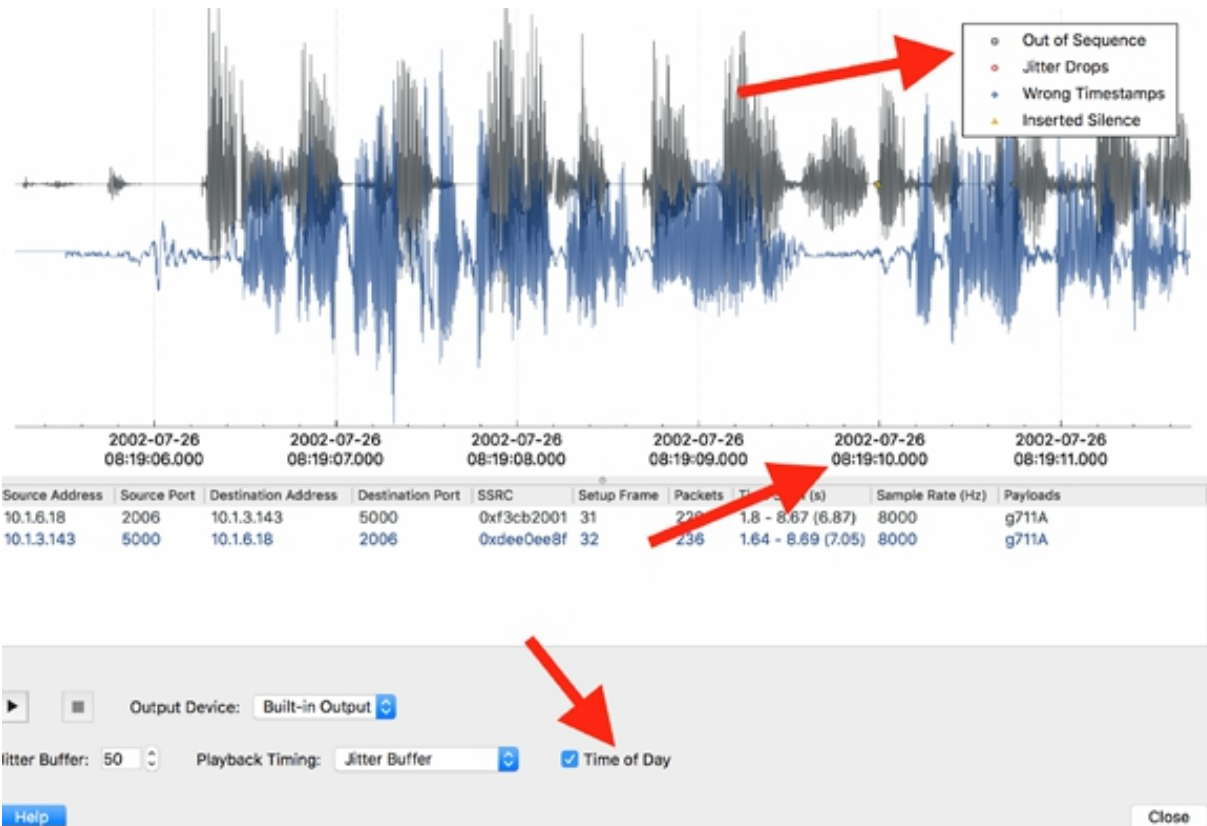 Out of Sequence
Jitter Drops
Wrong Timestamps
Inserted Silence
2002-07-26 2002-07-26 2002-07-26 2002-07-26 2002-07-26 2002-07-26
08:19:06.000 08:19:07.000 08:19:08.000 08:19:09.000 08:19:10.000 08:19:11.000
Source Address Source Port Destination Address Destination Port SSRC Setup Frame Packets (s) Sample Rate (Hz) Payloads
10.1.6.18 2006 10.1.3.143 5000 0xf3cb2001 31 1.8 - 8.67 (6.87) 8000 g711A
10.1.3.143 5000 10.1.6.18 2006 0xdee0ee8f 32 236 1.64 - 8.69 (7.05) 8000 g711A
Output Device: Built-in Output
Jitter Buffer: 50 Playback Timing: Jitter Buffer Time of Day
Help Close